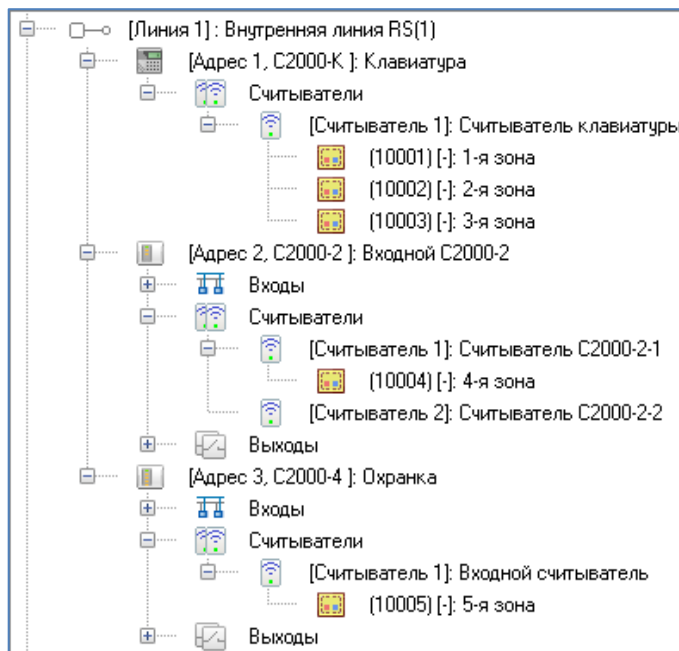 [Линия 1] : Внутренняя линия RS(1)
[Адрес 1, С2000-К ]: Клавиатура
Считыватели
[Считыватель 1]: Считыватель клавиатуры
(10001) [-]: 1-я зона
(10002) [-]: 2-я зона
(10003) [-]: 3-я зона
[Адрес 2, С2000-2 ]: Входной С2000-2
Входы
Считыватели
[Считыватель 1]: Считыватель С2000-2-1
(10004) [-]: 4-я зона
[Считыватель 2]: Считыватель С2000-2-2
Выходы
[Адрес 3, С2000-4 ]: Охранка
Входы
Считыватели
[Считыватель 1]: Входной считыватель
(10005) [-]: 5-я зона
Выходы